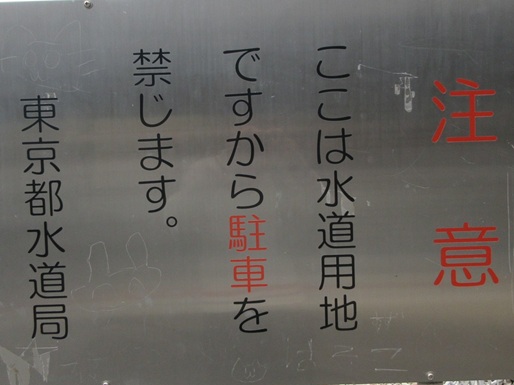 注意
ここは水道用地
ですから駐車を
禁じます。
東京都水道局